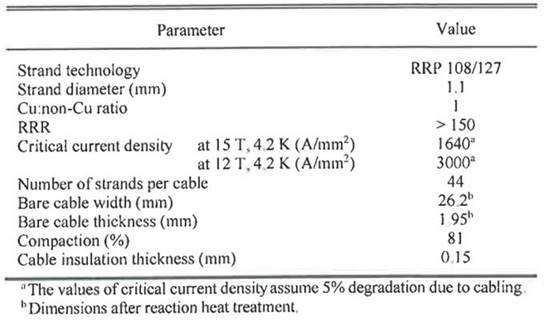 Parameter Value
Strand technology RRP 108/127
Strand diameter (mm) 1.1
Cu:non-Cu ratio 1
RRR > 150
Critical current density at 15 T, 4.2 K (A/mm²) 1640ᵃ
at 12 T, 4.2 K (A/mm²) 3000ᵃ
Number of strands per cable 44
Bare cable width (mm) 26.2ᵇ
Bare cable thickness (mm) 1.95ᵇ
Compaction (%) 81
Cable insulation thickness (mm) 0.15
ᵃ The values of critical current density assume 5% degradation due to cabling.
ᵇ Dimensions after reaction heat treatment.